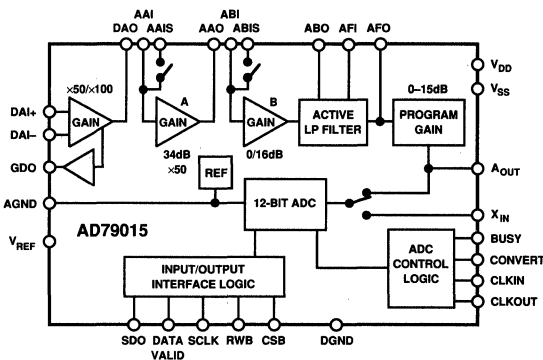 AAI ABI
DAO AAIS AAO ABIS ABO AFI AFO
VDD
VSS
×50/×100
0–15dB
DAI+
DAI–
GAIN
A
GAIN
B
GAIN
ACTIVE
LP FILTER
PROGRAM
GAIN
34dB
×50
0/16dB
GDO
REF
AOUT
AGND
12-BIT ADC
XIN
AD79015
VREF
BUSY
CONVERT
CLKIN
CLKOUT
ADC
CONTROL
LOGIC
INPUT/OUTPUT
INTERFACE LOGIC
SDO DATA SCLK RWB CSB DGND
VALID